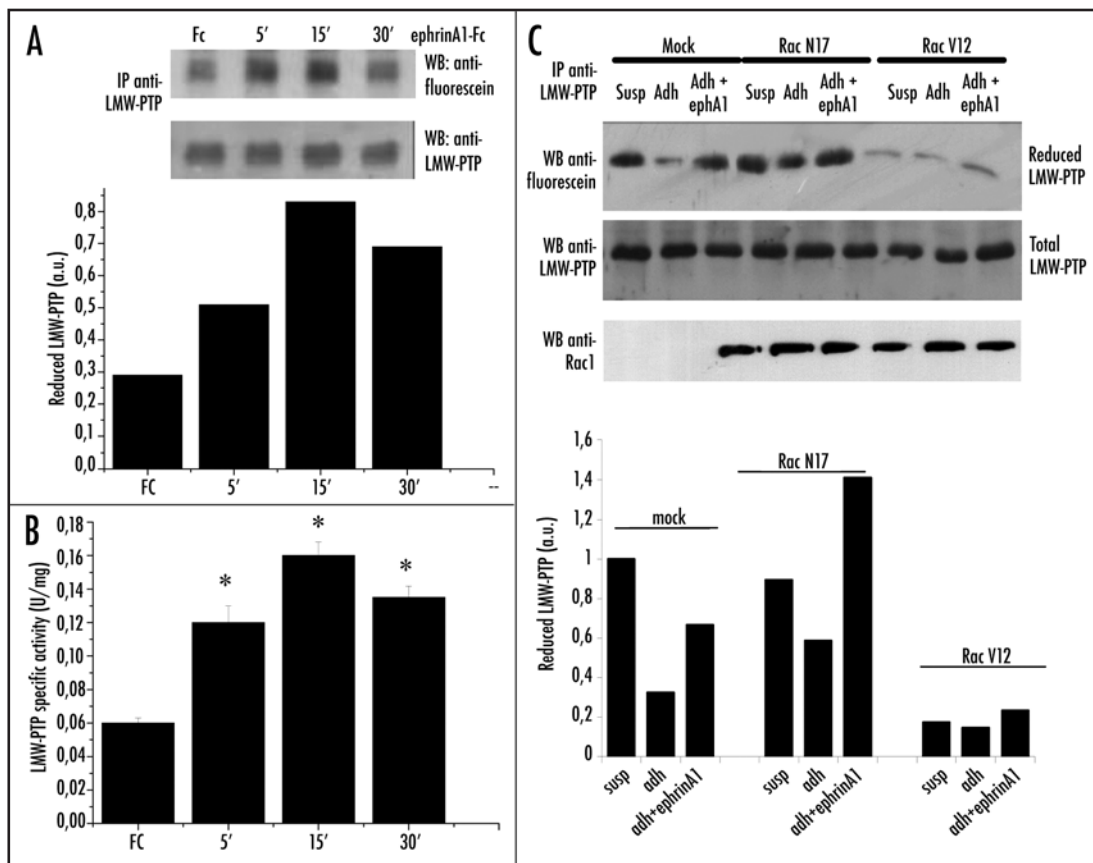 A
Fc 5′ 15′ 30′ ephrinA1-Fc
IP anti-
LMW-PTP
WB: anti-
fluorescein
WB: anti-
LMW-PTP
Reduced LMW-PTP (a.u.)
0,8
0,7
0,5
0,4
0,3
0,1
0,0
FC 5′ 15′ 30′ --
B
LMW-PTP specific activity (U/mg)
0,18
0,16
0,14
0,12
0,10
0,08
0,06
0,04
0,02
0,00
* * *
FC 5′ 15′ 30′
C
Mock Rac N17 Rac V12
IP anti-
LMW-PTP
Susp Adh Adh + ephA1 Susp Adh Adh + ephA1 Susp Adh Adh + ephA1
WB anti-
fluorescein
Reduced
LMW-PTP
WB anti-
LMW-PTP
Total
LMW-PTP
WB anti-
Rac1
Reduced LMW-PTP (a.u.)
1,6
1,4
1,2
1
0,8
0,6
0,4
0,2
0
mock
Rac N17
Rac V12
susp adh adh+ephrinA1 susp adh adh+ephrinA1 susp adh adh+ephrinA1